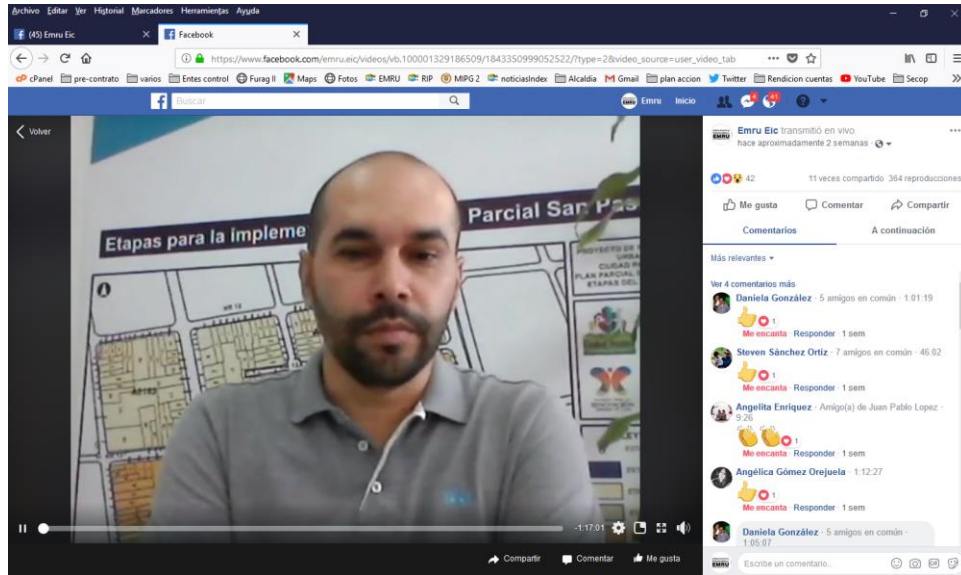 Archivo Editar Ver Historial Marcadores Herramientas Ayuda
(45) Emru Eic
Facebook
https://www.facebook.com/emru.eic/videos/vb.100001329186509/1843350999052522/?type=2&video_source=user_video_tab
cPanel pre-contrato varios Entes control Furag II Maps Fotos EMRU RIP MIPG 2 noticiasIndex Alcaldia Gmail plan accion Twitter Rendicion cuentas YouTube Secop
Buscar
Emru Inicio
Volver
Etapas para la impleme
Parcial San Pas
Emru Eic transmitió en vivo.
hace aproximadamente 2 semanas
42 11 veces compartido 364 reproducciones
Me gusta Comentar Compartir
Comentarios A continuación
Más relevantes
Ver 4 comentarios más
Daniela González · 5 amigos en común · 1:01:19
1
Me encanta · Responder · 1 sem
Steven Sánchez Ortiz · 7 amigos en común · 46:02
1
Me encanta · Responder · 1 sem
Angelita Enriquez · Amigo(a) de Juan Pablo Lopez ·
9:26
1
Me encanta · Responder · 1 sem
Angélica Gómez Orejuela · 1:12:27
1
Me encanta · Responder · 1 sem
Daniela González · 5 amigos en común ·
1:05:07
-1:17:01
Compartir Comentar Me gusta
EMRU
Escribe un comentario...